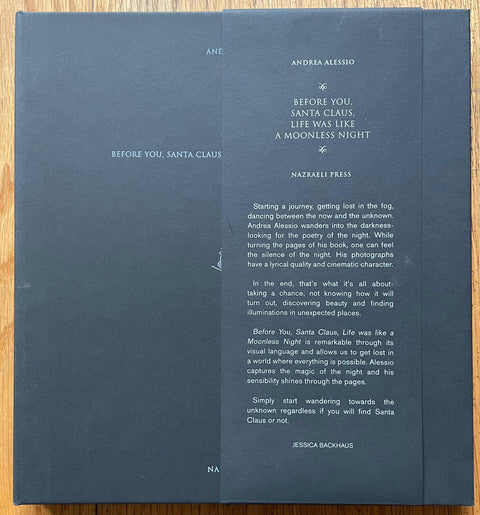 AND
BEFORE YOU, SANTA CLAUS
NA
ANDREA ALESSIO
BEFORE YOU,
SANTA CLAUS,
LIFE WAS LIKE
A MOONLESS NIGHT
NAZRAELI PRESS
Starting a journey, getting lost in the fog,
dancing between the now and the unknown.
Andrea Alessio wanders into the darkness-
looking for the poetry of the night. While
turning the pages of his book, one can feel
the silence of the night. His photographs
have a lyrical quality and cinematic character.
In the end, that's what it's all about-
taking a chance, not knowing how it will
turn out, discovering beauty and finding
illuminations in unexpected places.
Before You, Santa Claus, Life was like a
Moonless Night is remarkable through its
visual language and allows us to get lost in
a world where everything is possible. Alessio
captures the magic of the night and his
sensibility shines through the pages.
Simply start wandering towards the
unknown regardless if you will find Santa
Claus or not.
JESSICA BACKHAUS